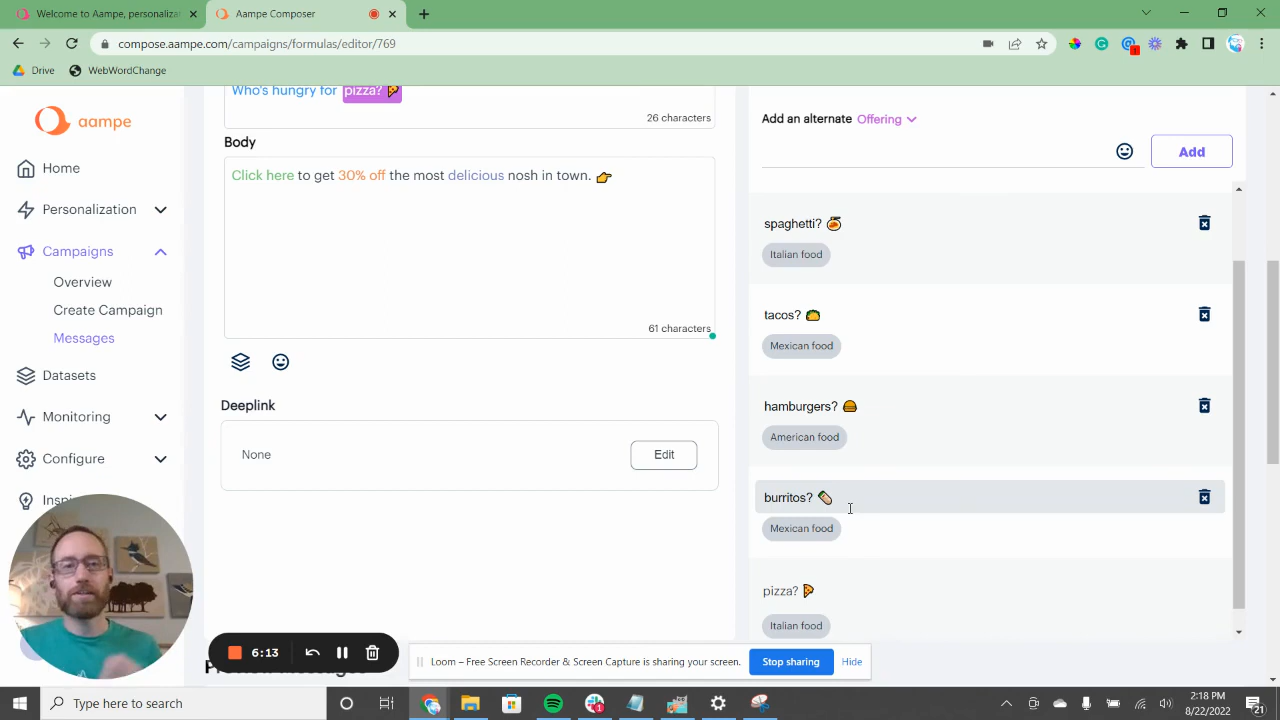 Welcome to Aampe, personaliza
Aampe Composer
compose.aampe.com/campaigns/formulas/editor/769
1
Drive
WebWordChange
aampe
Home
Personalization
Campaigns
Overview
Create Campaign
Messages
Datasets
Monitoring
Configure
Inspi
Who's hungry for pizza? 🍕
26 characters
Body
Click here to get 30% off the most delicious nosh in town. 👉
61 characters
Deeplink
None
Edit
Add an alternate Offering
Add
spaghetti? 🍝
Italian food
tacos? 🌮
Mexican food
hamburgers? 🍔
American food
burritos? 🌯
Mexican food
pizza? 🍕
Italian food
6:13
Loom – Free Screen Recorder & Screen Capture is sharing your screen.
Stop sharing
Hide
Type here to search
1
2:18 PM
8/22/2022
21